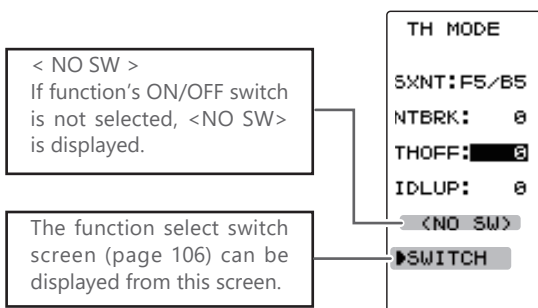 < NO SW >
If function's ON/OFF switch
is not selected, <NO SW>
is displayed.
The function select switch
screen (page 106) can be
displayed from this screen.
TH MODE
SXNT:F5/B5
NTBRK: 0
THOFF: 0
IDLUP: 0
<NO SW>
▶SWITCH